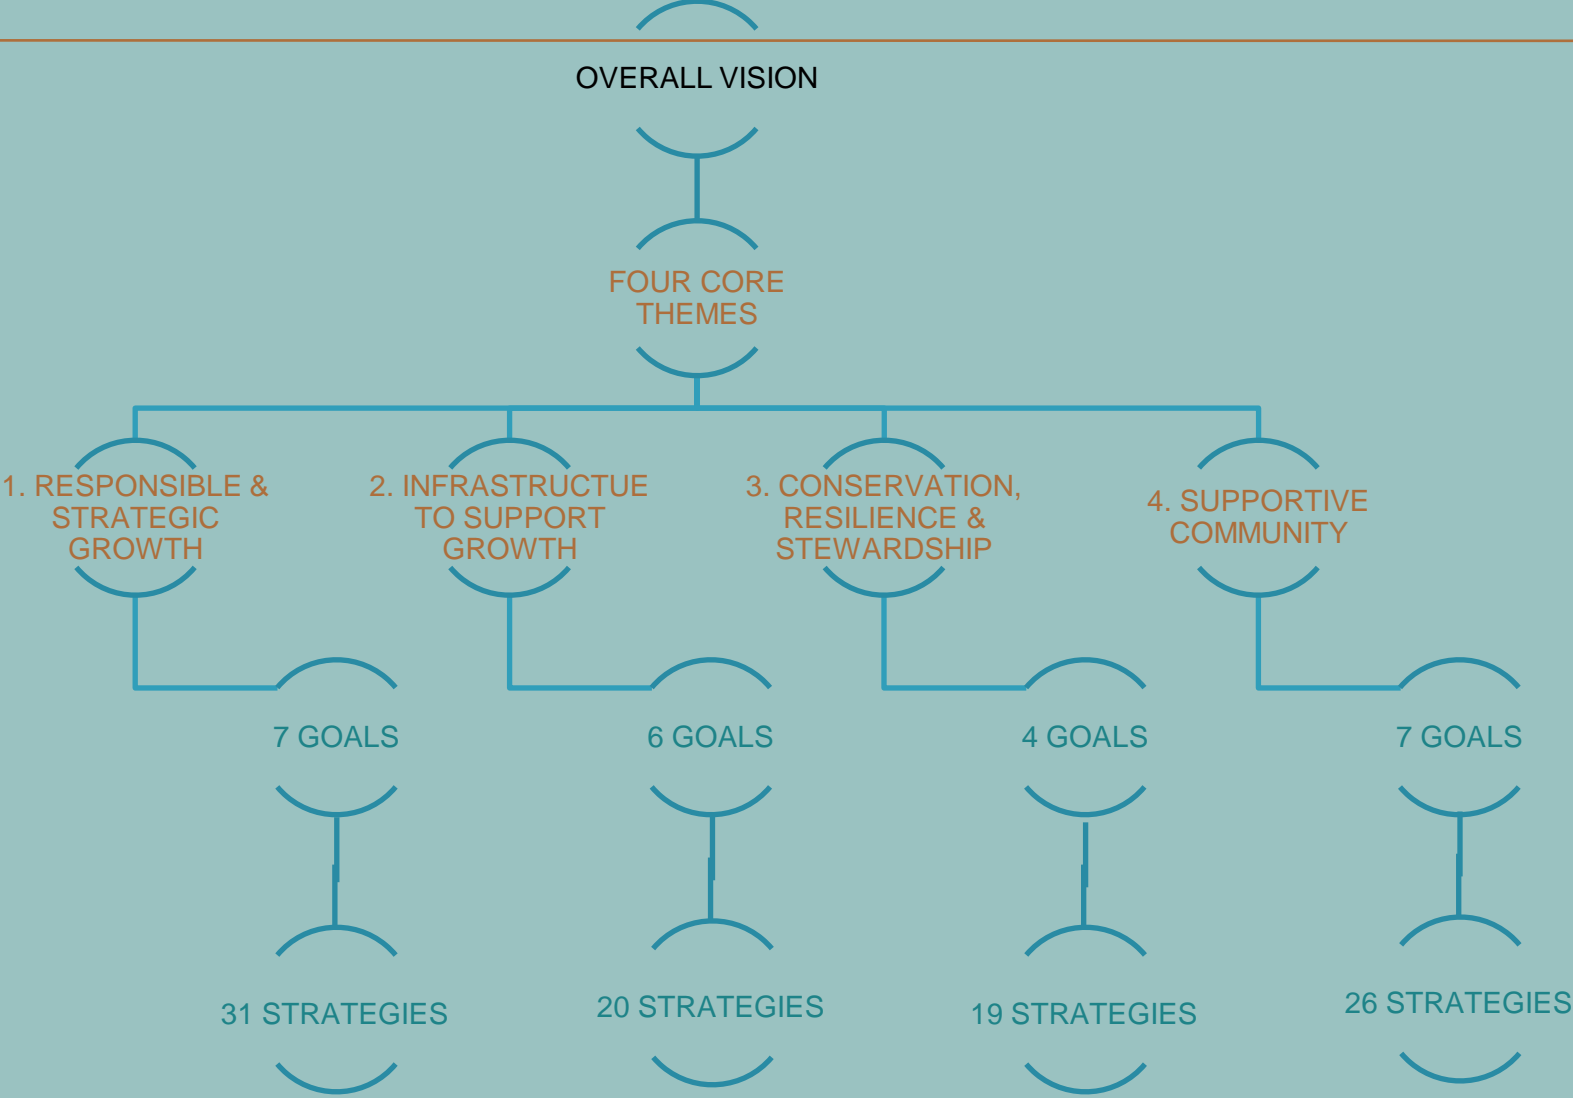 OVERALL VISION
FOUR CORE
THEMES
1. RESPONSIBLE &
STRATEGIC
GROWTH
2. INFRASTRUCTUE
TO SUPPORT
GROWTH
3. CONSERVATION,
RESILIENCE &
STEWARDSHIP
4. SUPPORTIVE
COMMUNITY
7 GOALS
6 GOALS
4 GOALS
7 GOALS
31 STRATEGIES
20 STRATEGIES
19 STRATEGIES
26 STRATEGIES